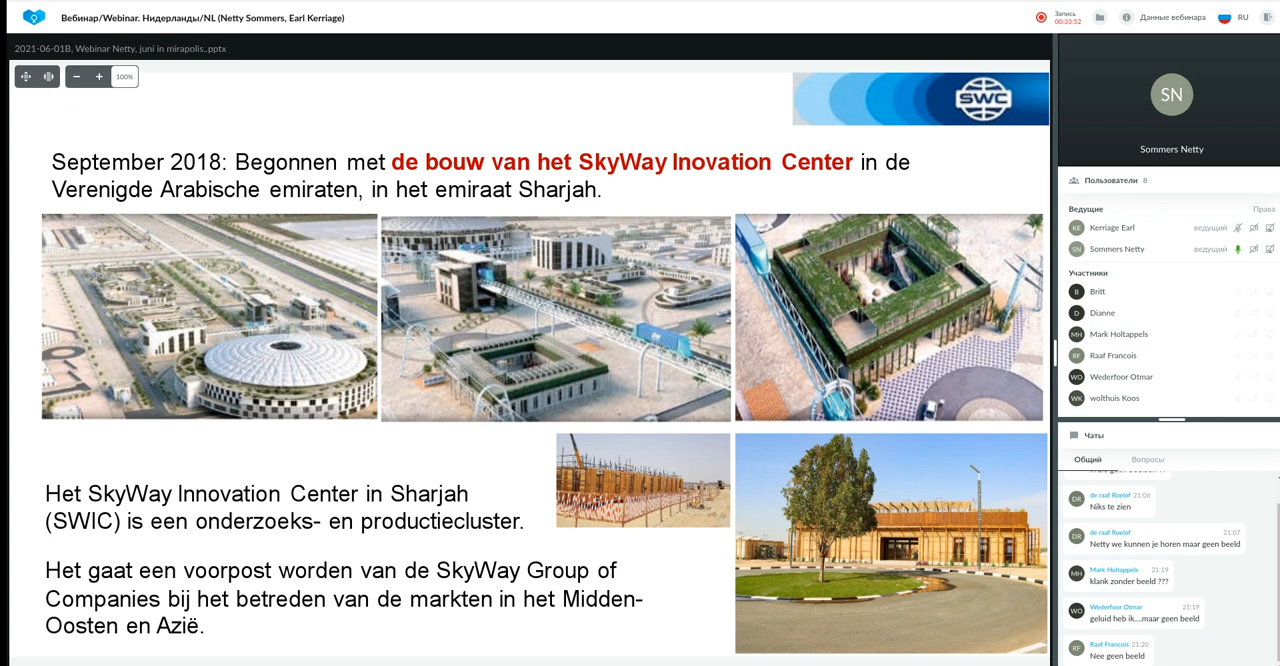 Вебинар/Webinar. Нидерланды/NL (Netty Sommers, Earl Kerriage)
Запись
00:33:52
Данные вебинара
RU
2021-06-01B, Webinar Netty, juni in mirapolis..pptx
100%
SWC
September 2018: Begonnen met de bouw van het SkyWay Inovation Center in de
Verenigde Arabische emiraten, in het emiraat Sharjah.
Het SkyWay Innovation Center in Sharjah
(SWIC) is een onderzoeks- en productiecluster.
Het gaat een voorpost worden van de SkyWay Group of
Companies bij het betreden van de markten in het Midden-
Oosten en Azië.
SN
Sommers Netty
Пользователи 8
Ведущие Права
KE Kerriage Earl ведущий
SN Sommers Netty ведущий
Участники
B Britt
D Dianne
MH Mark Holtappels
RF Raaf Francois
WO Wederfoor Otmar
WK wolthuis Koos
Чаты
Общий Вопросы
DR de raaf Roelof 21:06
Niks te zien
DR de raaf Roelof 21:07
Netty we kunnen je horen maar geen beeld
MH Mark Holtappels 21:19
klank zonder beeld ???
WO Wederfoor Otmar 21:19
geluid heb ik....maar geen beeld
RF Raaf Francois 21:20
Nee geen beeld